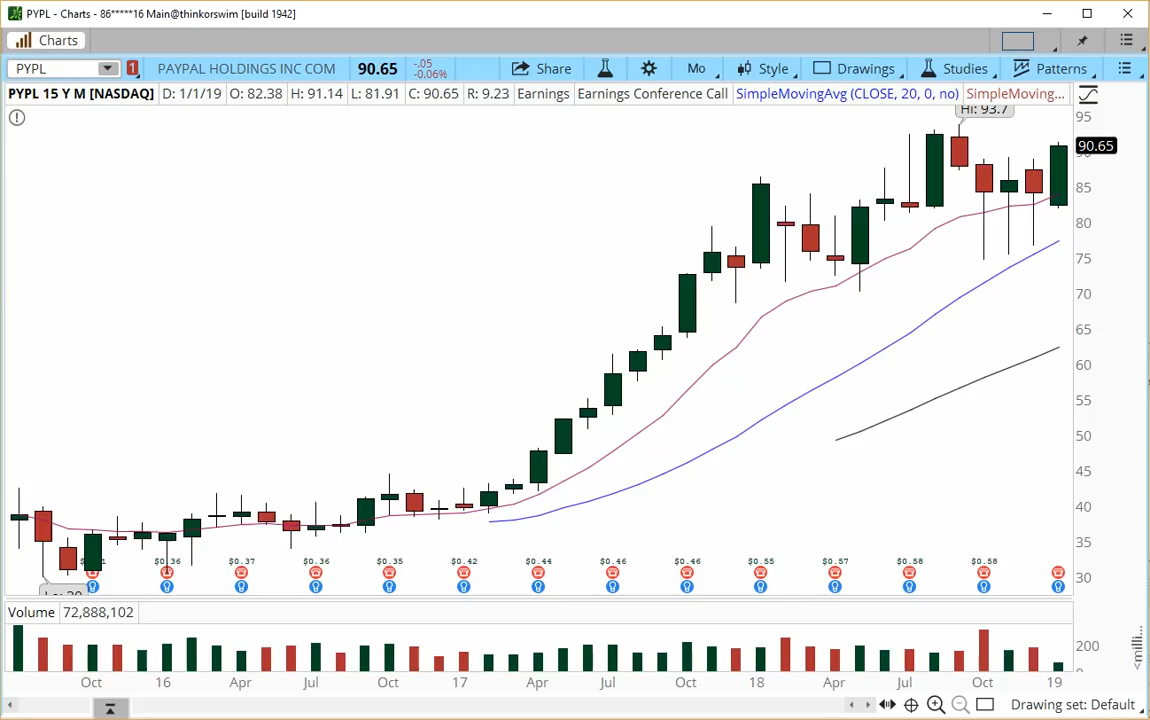 PYPL - Charts - 86*****16 Main@thinkorswim [build 1942]
Charts
PYPL 1 PAYPAL HOLDINGS INC COM 90.65 -.05 -0.06% Share Mo Style Drawings Studies Patterns
PYPL 15 Y M [NASDAQ] D: 1/1/19 O: 82.38 H: 91.14 L: 81.91 C: 90.65 R: 9.23 Earnings Earnings Conference Call SimpleMovingAvg (CLOSE, 20, 0, no) SimpleMoving...
Hi: 93.7
95
90.65
85
80
75
70
65
60
55
50
45
40
35
30
$0.36 $0.37 $0.36 $0.35 $0.42 $0.44 $0.46 $0.46 $0.55 $0.57 $0.58 $0.58
Volume 72,888,102
200
<milli...
Oct 16 Apr Jul Oct 17 Apr Jul Oct 18 Apr Jul Oct 19
Drawing set: Default